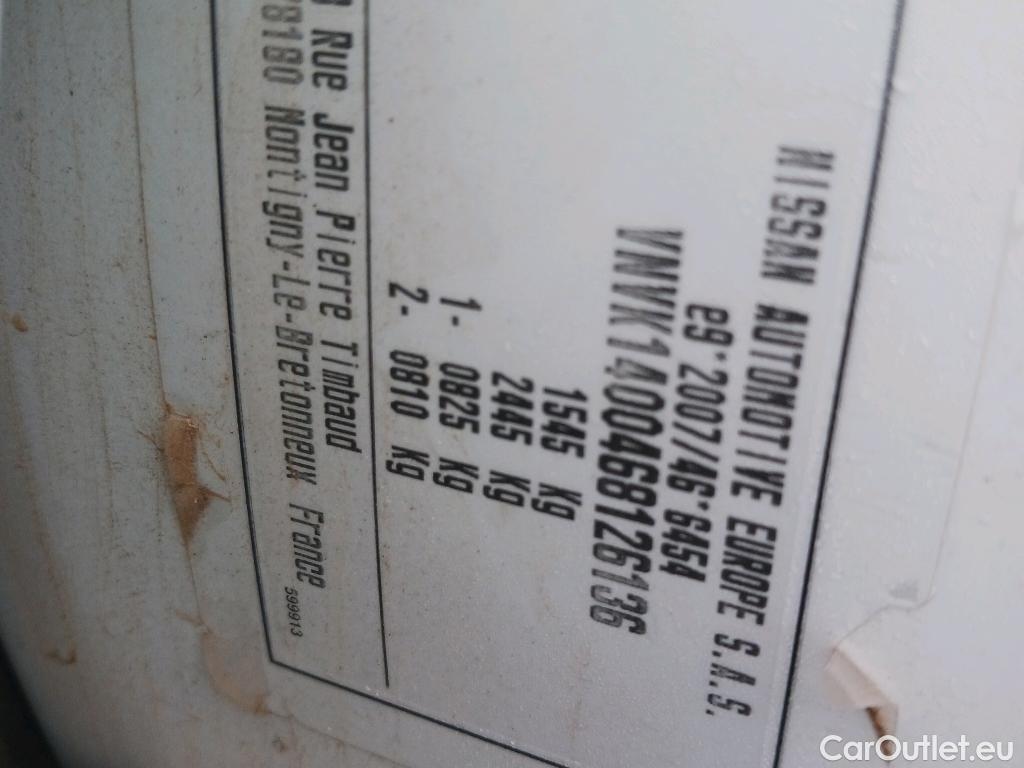 NISSAN AUTOMOTIVE EUROPE S.A.S.
e9*2007/46*6454
VNVK1400468126136
1545 Kg
2445 Kg
1- 0825 Kg
2- 0810 Kg
Rue Jean Pierre Timbaud
78180 Montigny-Le-Bretonneux France
599913
CarOutlet.eu